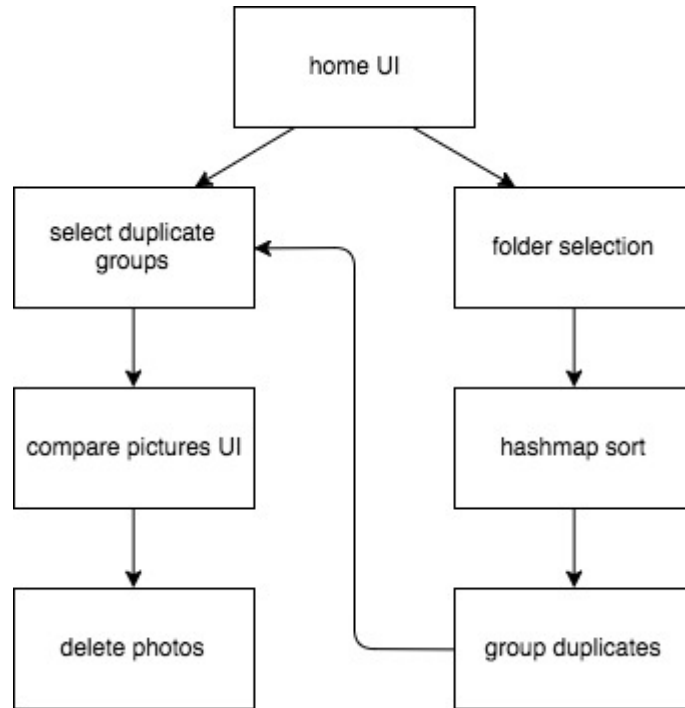 home UI
select duplicate
groups
folder selection
compare pictures UI
hashmap sort
delete photos
group duplicates